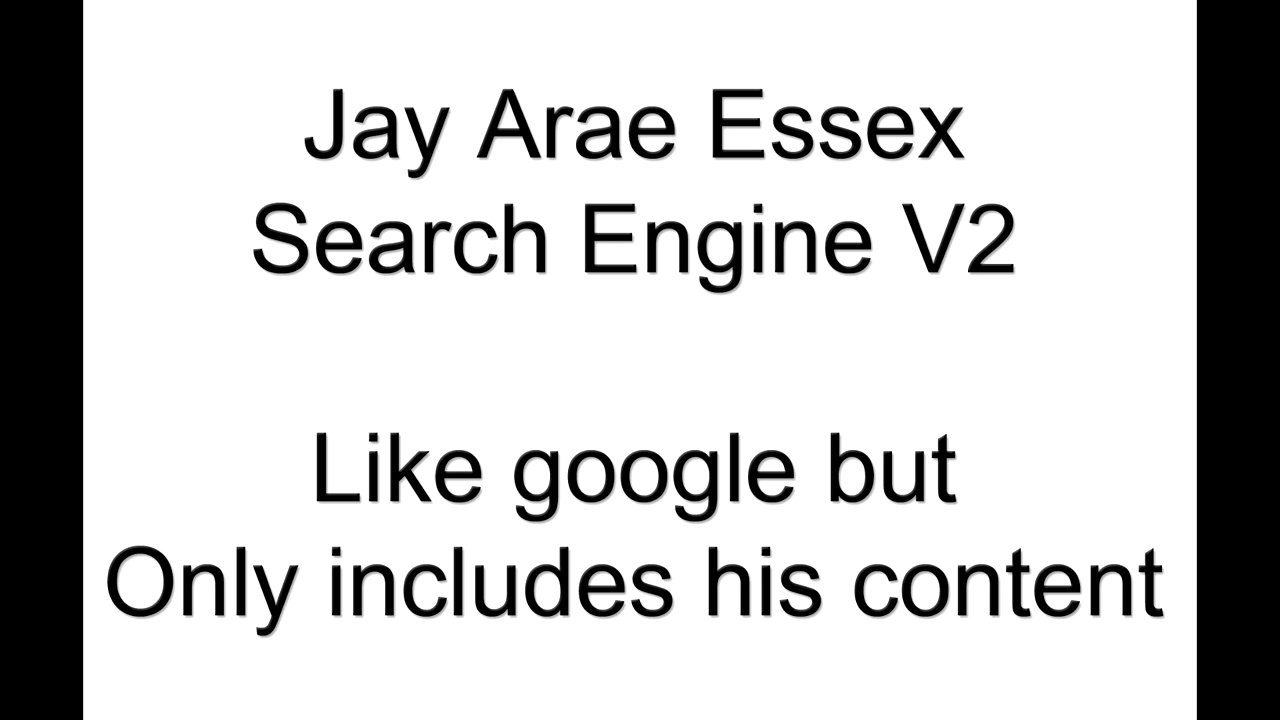 Jay Arae Essex
Search Engine V2
Like google but
Only includes his content